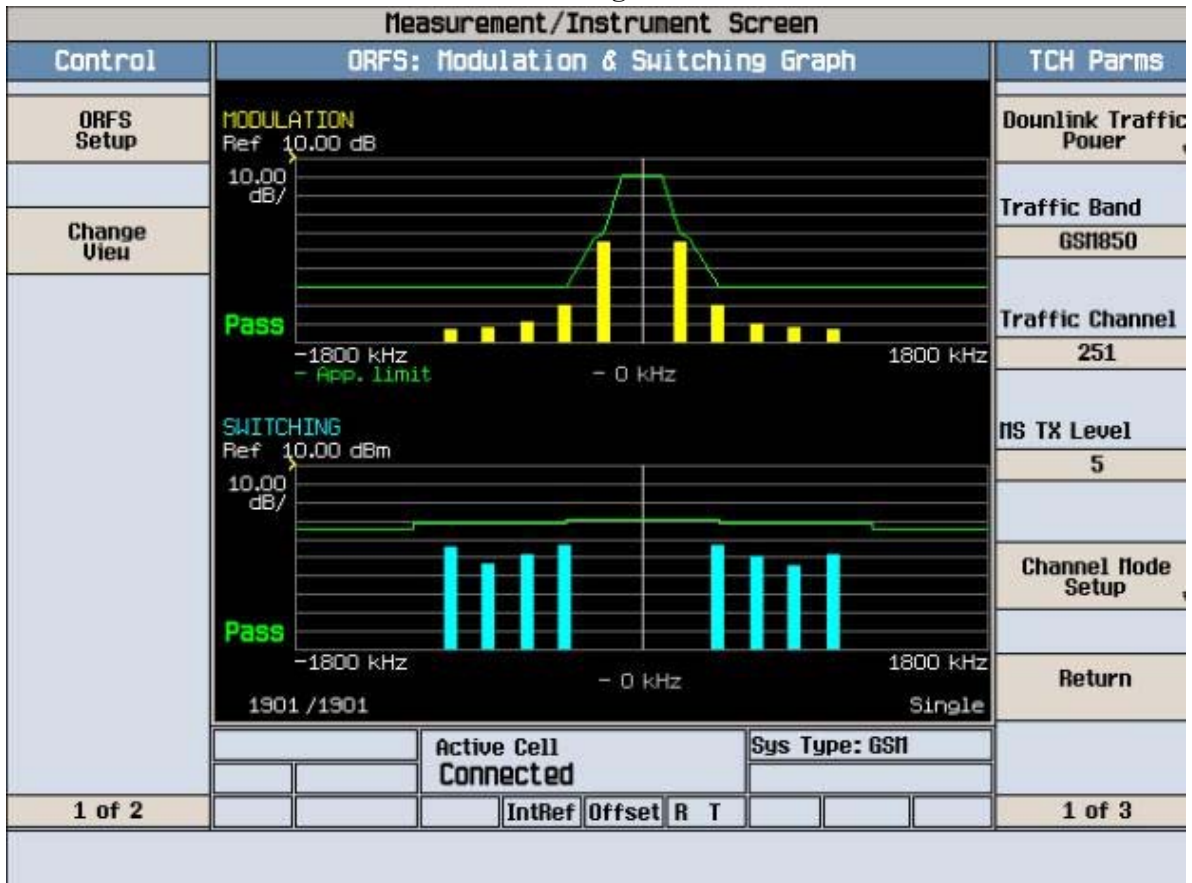 Measurement/Instrument Screen
Control
ORFS: Modulation & Switching Graph
TCH Parms
ORFS
Setup
Change
View
MODULATION
Ref 10.00 dB
10.00
dB/
Pass
-1800 kHz
1800 kHz
- App. limit
- 0 kHz
SWITCHING
Ref 10.00 dBm
10.00
dB/
Pass
-1800 kHz
1800 kHz
- 0 kHz
1901/1901
Single
Downlink Traffic
Power
Traffic Band
GSM850
Traffic Channel
251
MS TX Level
5
Channel Mode
Setup
Return
Active Cell
Connected
Sys Type: GSM
1 of 2
IntRef
Offset
R T
1 of 3